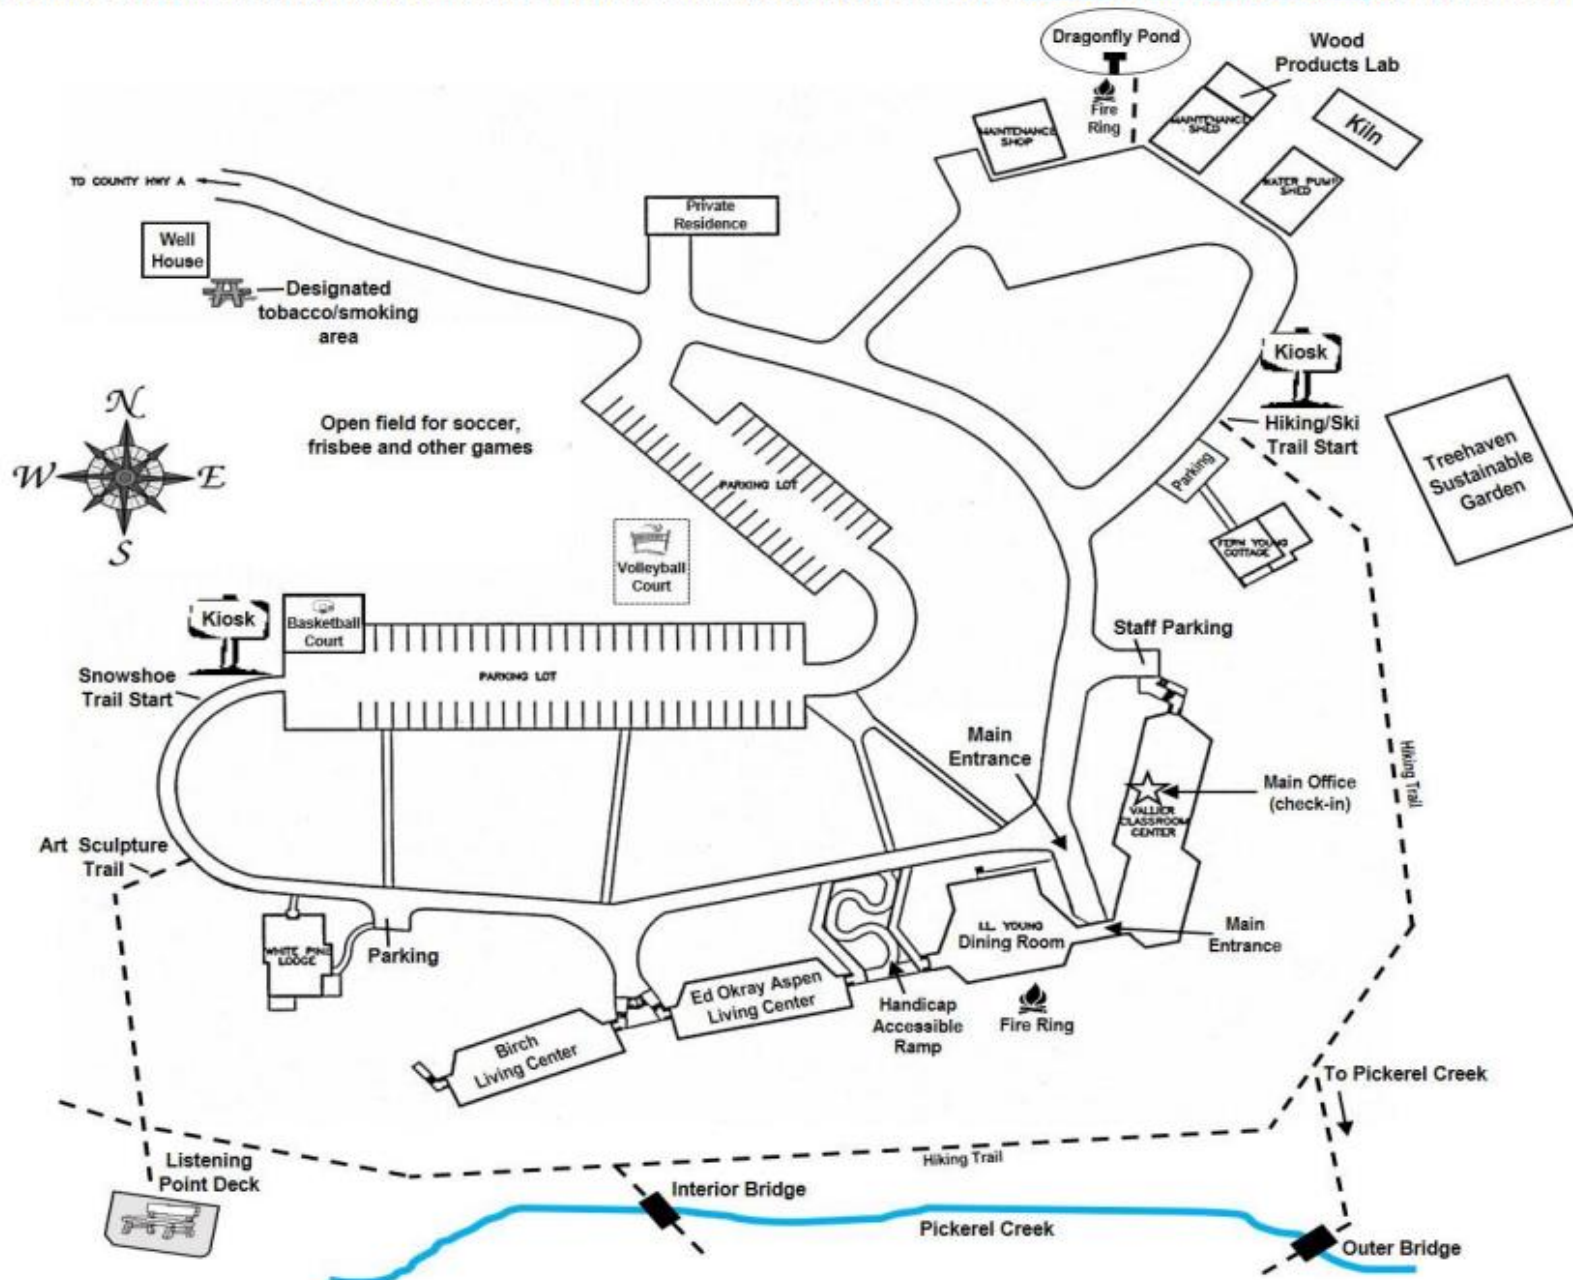 Dragonfly Pond
Fire
Ring
Wood
Products Lab
MAINTENANCE
SHOP
MAINTENANCE
SHED
Kiln
WATER PUMP
SHED
TO COUNTY HWY A
Private
Residence
Well
House
Designated
tobacco/smoking
area
Kiosk
Hiking/Ski
Trail Start
N
W
E
S
Open field for soccer,
frisbee and other games
PARKING LOT
Parking
FERN YOUNG
COTTAGE
Treehaven
Sustainable
Garden
Volleyball
Court
Kiosk
Basketball
Court
Staff Parking
Snowshoe
Trail Start
PARKING LOT
Main
Entrance
Hiking Trail
Main Office
(check-in)
VALLIER
CLASSROOM
CENTER
Art Sculpture
Trail
WHITE PINE
LODGE
Parking
I.L. YOUNG
Dining Room
Main
Entrance
Ed Okray Aspen
Living Center
Handicap
Accessible
Ramp
Fire Ring
Birch
Living Center
To Pickerel Creek
Listening
Point Deck
Hiking Trail
Interior Bridge
Pickerel Creek
Outer Bridge